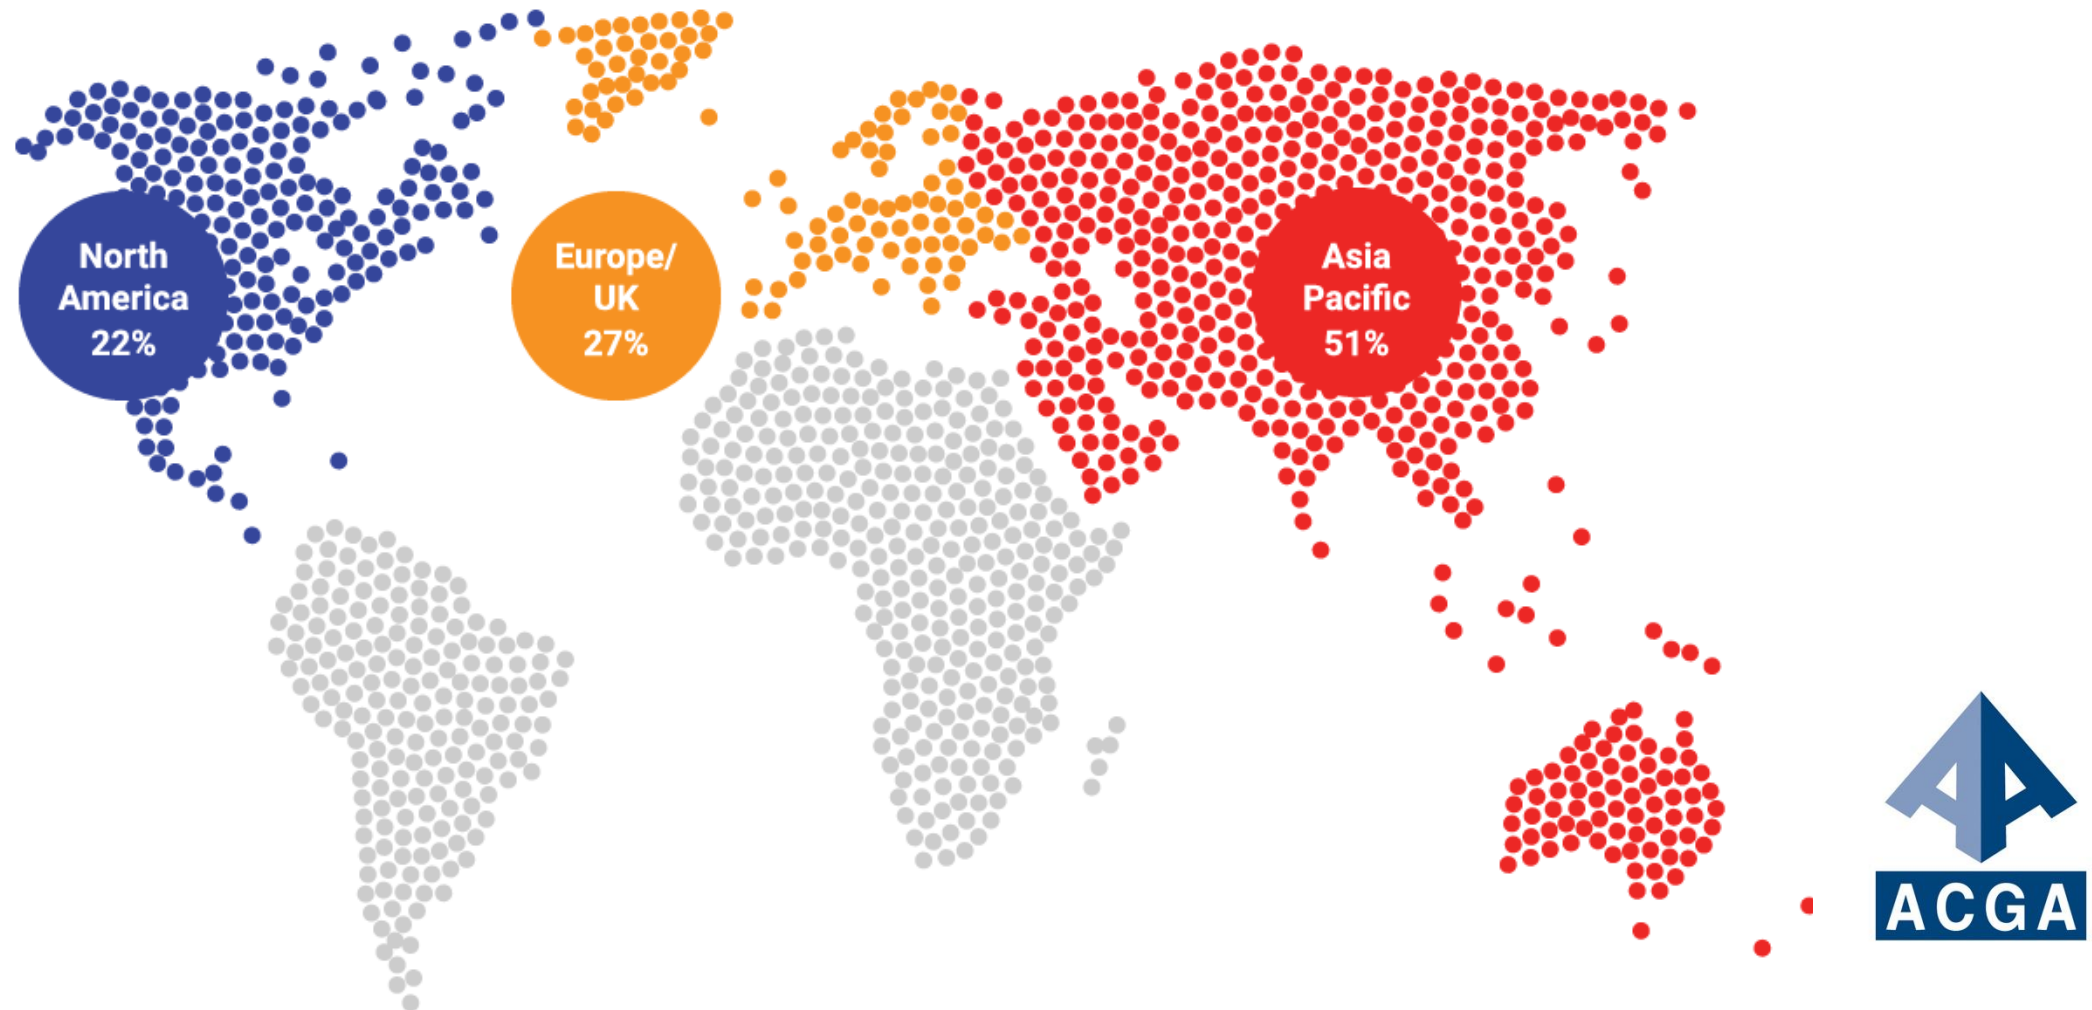 North
America
22%
Europe/
UK
27%
Asia
Pacific
51%
ACGA